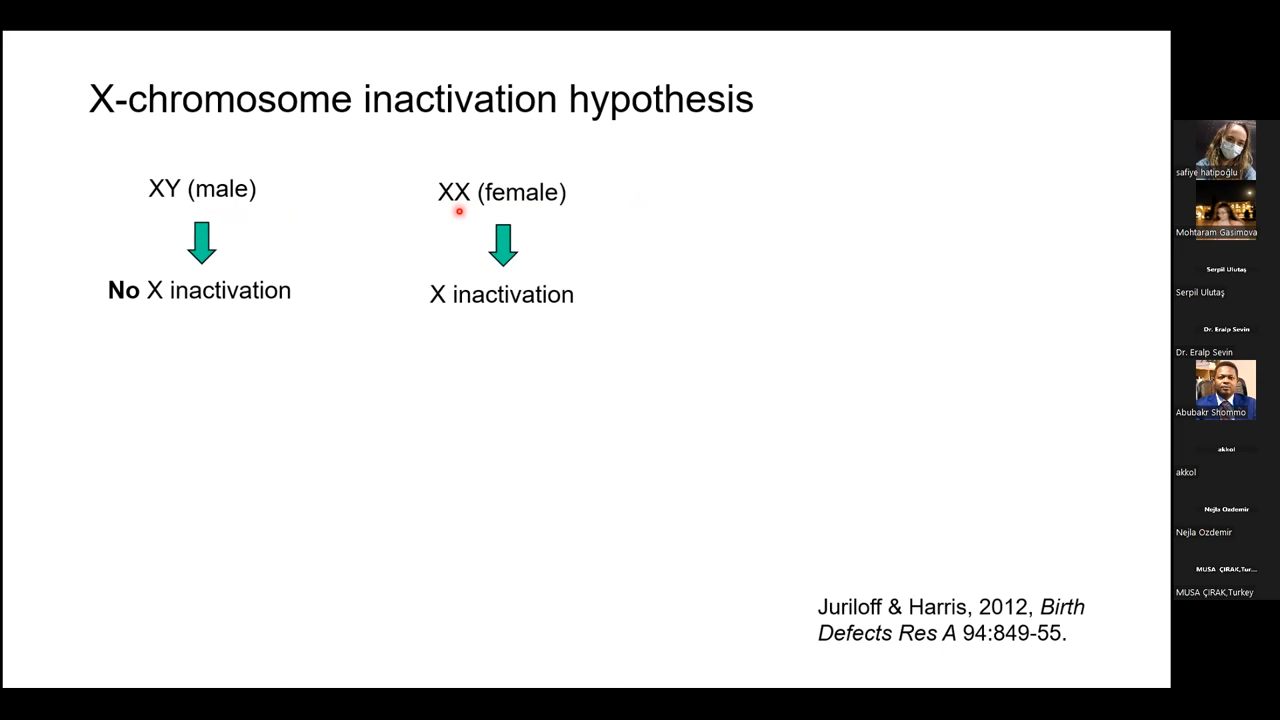 X-chromosome inactivation hypothesis
XY (male)
XX (female)
No X inactivation
X inactivation
Juriloff & Harris, 2012, Birth
Defects Res A 94:849-55.
safiye hatipoğlu
Mohtaram Gasimova
Serpil Ulutaş
Serpil Ulutaş
Dr. Eralp Sevin
Dr. Eralp Sevin
Abubakr Shommo
akkol
akkol
Nejla Ozdemir
Nejla Ozdemir
MUSA ÇIRAK,Tur...
MUSA ÇIRAK,Turkey